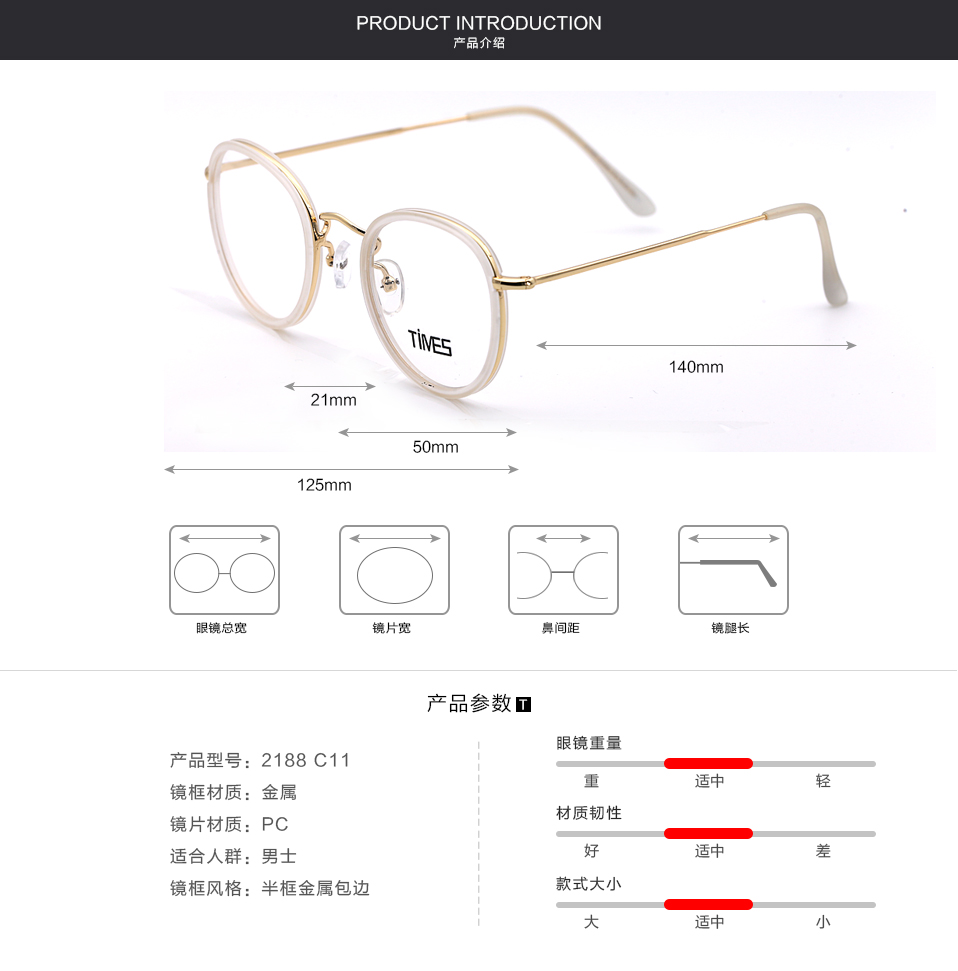 PRODUCT INTRODUCTION
产品介绍
TiMES
140mm
21mm
50mm
125mm
眼镜总宽
镜片宽
鼻间距
镜腿长
产品参数 T
产品型号：2188 C11
镜框材质：金属
镜片材质：PC
适合人群：男士
镜框风格：半框金属包边
眼镜重量
重 适中 轻
材质韧性
好 适中 差
款式大小
大 适中 小